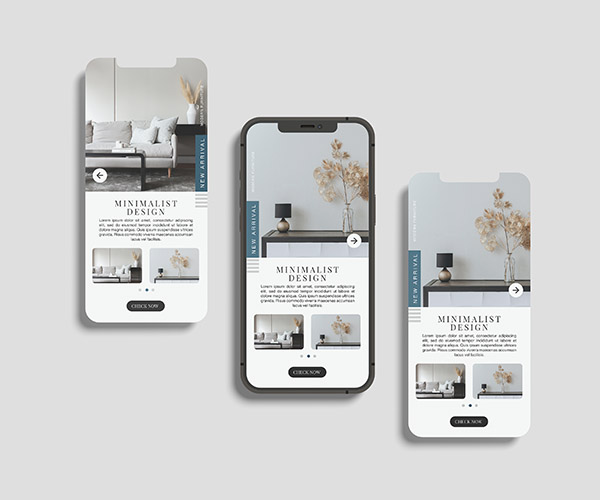 MODERN FURNITURE
NEW ARRIVAL
MINIMALIST
DESIGN
Lorem ipsum dolor sit amet, consectetur adipiscing
elit, sed do eiusmod tempor incididunt ut labore et
dolore magna aliqua. Quis ipsum suspendisse ultrices
gravida. Risus commodo viverra maecenas accumsan lacus
vel facilisis.
CHECK NOW
MODERN FURNITURE
NEW ARRIVAL
MINIMALIST
DESIGN
Lorem ipsum dolor sit amet, consectetur adipiscing
elit, sed do eiusmod tempor incididunt ut labore et
dolore magna aliqua. Quis ipsum suspendisse ultrices
gravida. Risus commodo viverra maecenas accumsan lacus
vel facilisis.
CHECK NOW
MODERN FURNITURE
NEW ARRIVAL
MINIMALIST
DESIGN
Lorem ipsum dolor sit amet, consectetur adipiscing
elit, sed do eiusmod tempor incididunt ut labore et
dolore magna aliqua. Quis ipsum suspendisse ultrices
gravida. Risus commodo viverra maecenas accumsan lacus
vel facilisis.
CHECK NOW